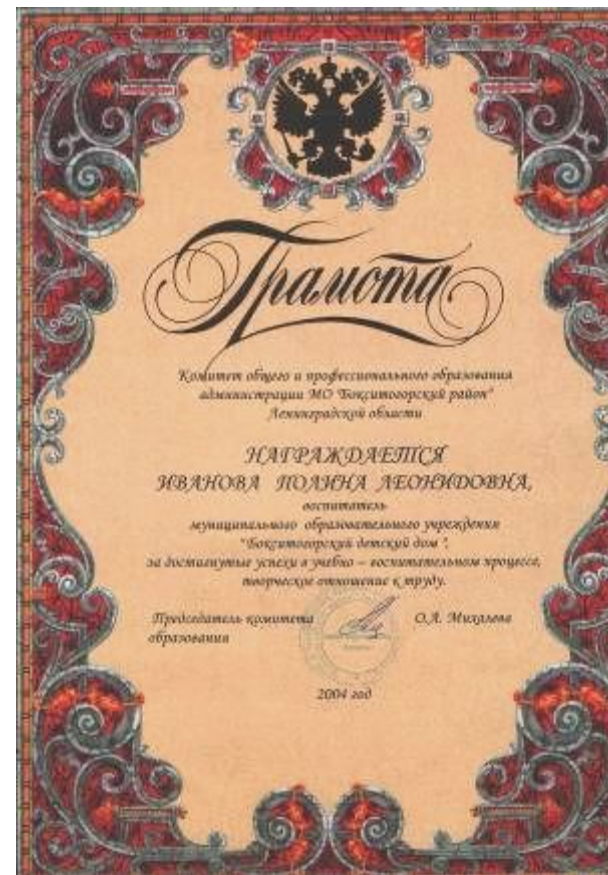 Грамота
Комитет общего и профессионального образования
администрации МО "Бокситогорский район"
Ленинградской области
НАГРАЖДАЕТСЯ
ИВАНОВА ПОЛИНА ЛЕОНИДОВНА,
воспитатель
муниципального образовательного учреждения
"Бокситогорский детский дом",
за достигнутые успехи в учебно – воспитательном процессе,
творческое отношение к труду.
Председатель комитета О.А. Михалева
образования
2004 год